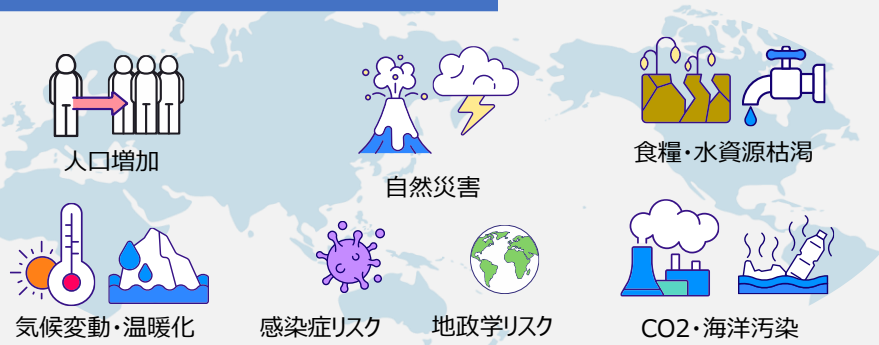 人口増加
自然災害
食糧・水資源枯渇
気候変動・温暖化
感染症リスク
地政学リスク
CO2・海洋汚染